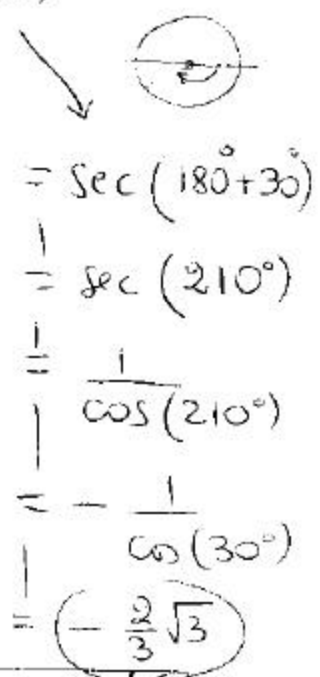 = sec (180°+30°)
= sec (210°)
= 1/cos(210°)
= - 1/cos(30°)
= - 2/3 √3